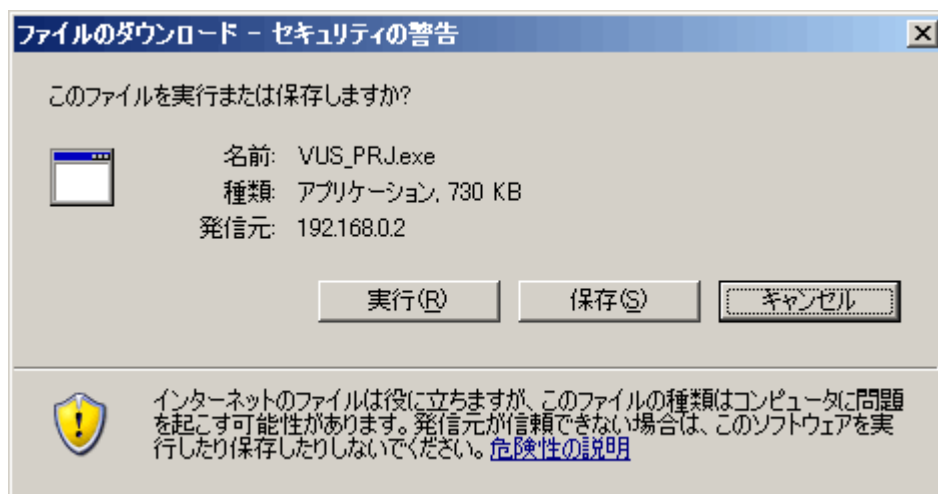 ファイルのダウンロード - セキュリティの警告
このファイルを実行または保存しますか?
名前: VUS_PRJ.exe
種類: アプリケーション, 730 KB
発信元: 192.168.0.2
実行(R) 保存(S) キャンセル
インターネットのファイルは役に立ちますが、このファイルの種類はコンピュータに問題
を起こす可能性があります。発信元が信頼できない場合は、このソフトウェアを実
行したり保存したりしないでください。危険性の説明